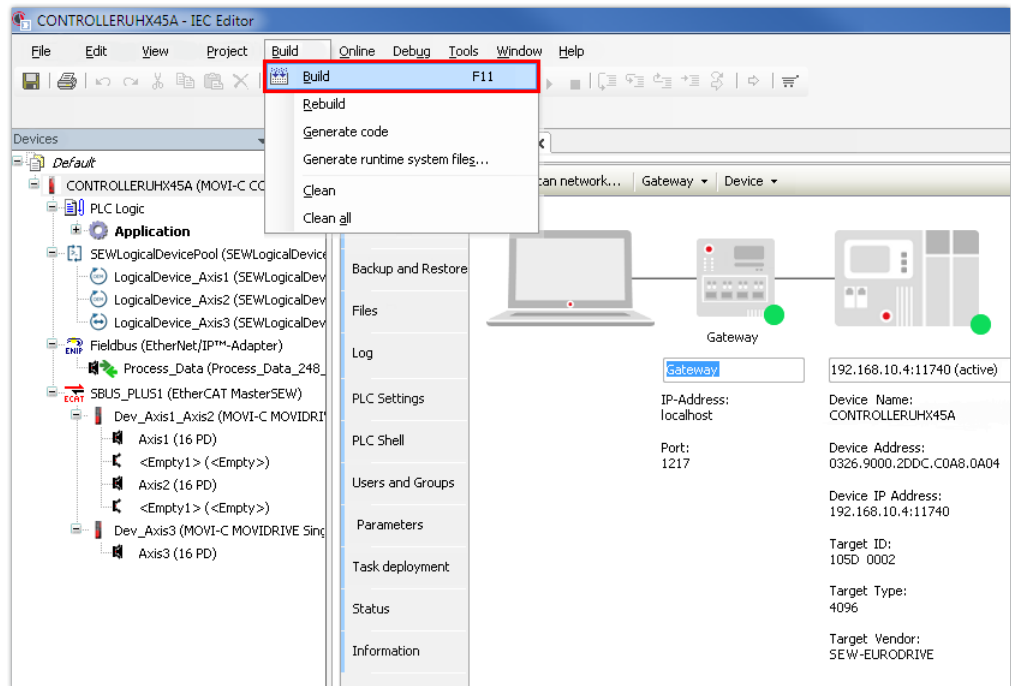 CONTROLLERUHX45A - IEC Editor
File Edit View Project Build Online Debug Tools Window Help
Build F11
Rebuild
Generate code
Generate runtime system files...
Clean
Clean all
Devices
Default
CONTROLLERUHX45A (MOVI-C CC
PLC Logic
Application
SEWLogicalDevicePool (SEWLogicalDevice
LogicalDevice_Axis1 (SEWLogicalDev
LogicalDevice_Axis2 (SEWLogicalDev
LogicalDevice_Axis3 (SEWLogicalDev
ENIP Fieldbus (EtherNet/IP™-Adapter)
Process_Data (Process_Data_248_
ECAT SBUS_PLUS1 (EtherCAT MasterSEW)
Dev_Axis1_Axis2 (MOVI-C MOVIDRI
Axis1 (16 PD)
<Empty1> (<Empty>)
Axis2 (16 PD)
<Empty1> (<Empty>)
Dev_Axis3 (MOVI-C MOVIDRIVE Sing
Axis3 (16 PD)
can network... Gateway Device
Backup and Restore
Files
Log
PLC Settings
PLC Shell
Users and Groups
Parameters
Task deployment
Status
Information
Gateway
Gateway
IP-Address:
localhost
Port:
1217
192.168.10.4:11740 (active)
Device Name:
CONTROLLERUHX45A
Device Address:
0326.9000.2DDC.C0A8.0A04
Device IP Address:
192.168.10.4:11740
Target ID:
105D 0002
Target Type:
4096
Target Vendor:
SEW-EURODRIVE